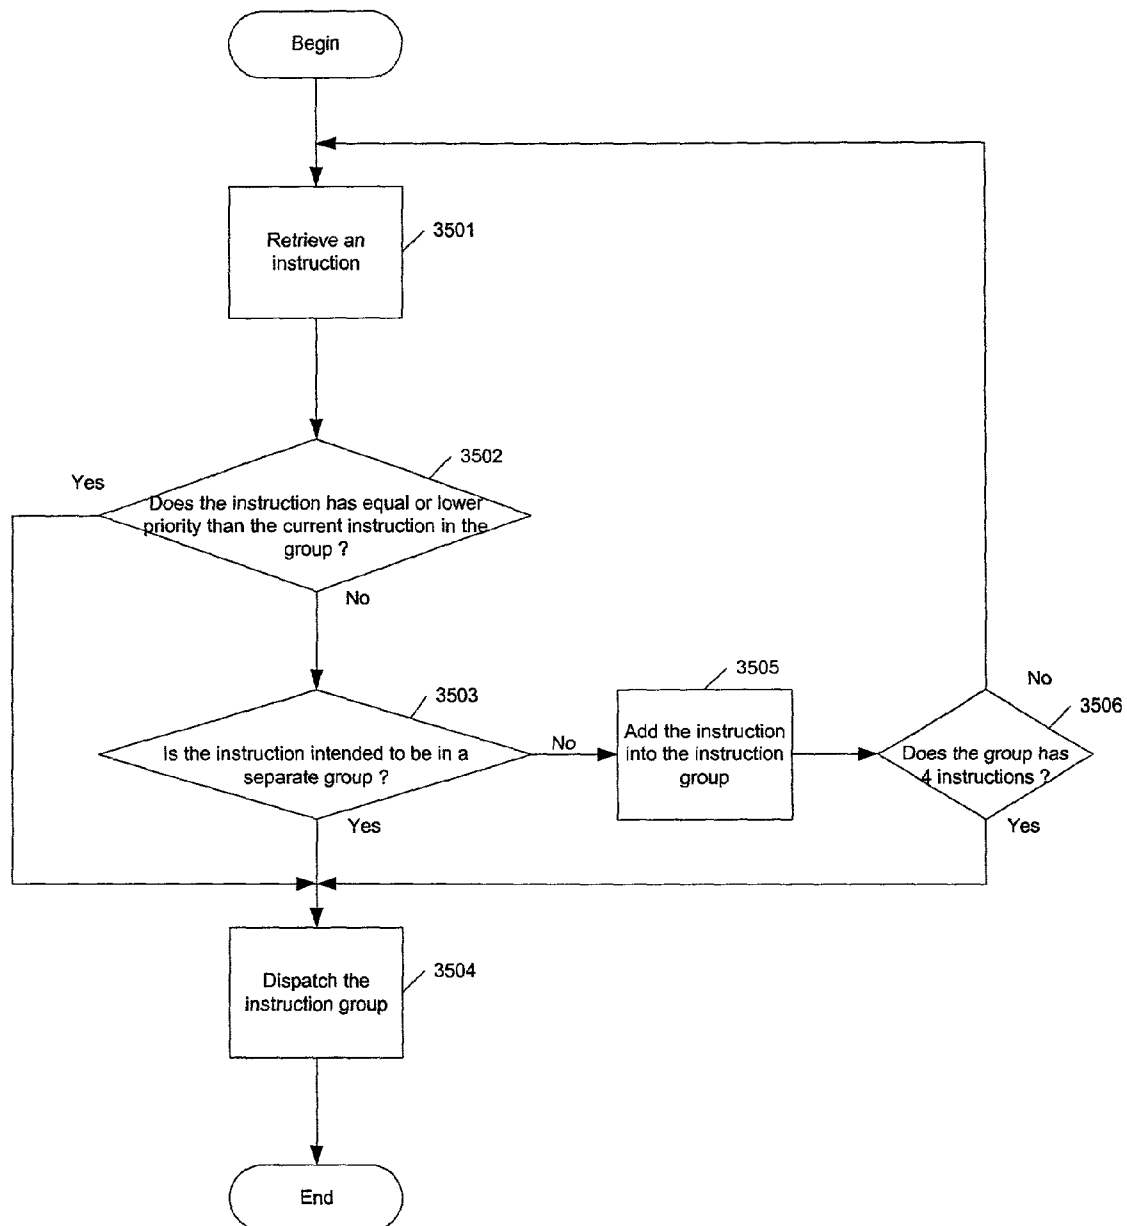 Begin
Retrieve an
instruction
3501
3502
Yes
Does the instruction has equal or lower
priority than the current instruction in the
group ?
No
3503
Is the instruction intended to be in a
separate group ?
No
Yes
3505
Add the instruction
into the instruction
group
No
3506
Does the group has
4 instructions ?
Yes
Dispatch the
instruction group
3504
End